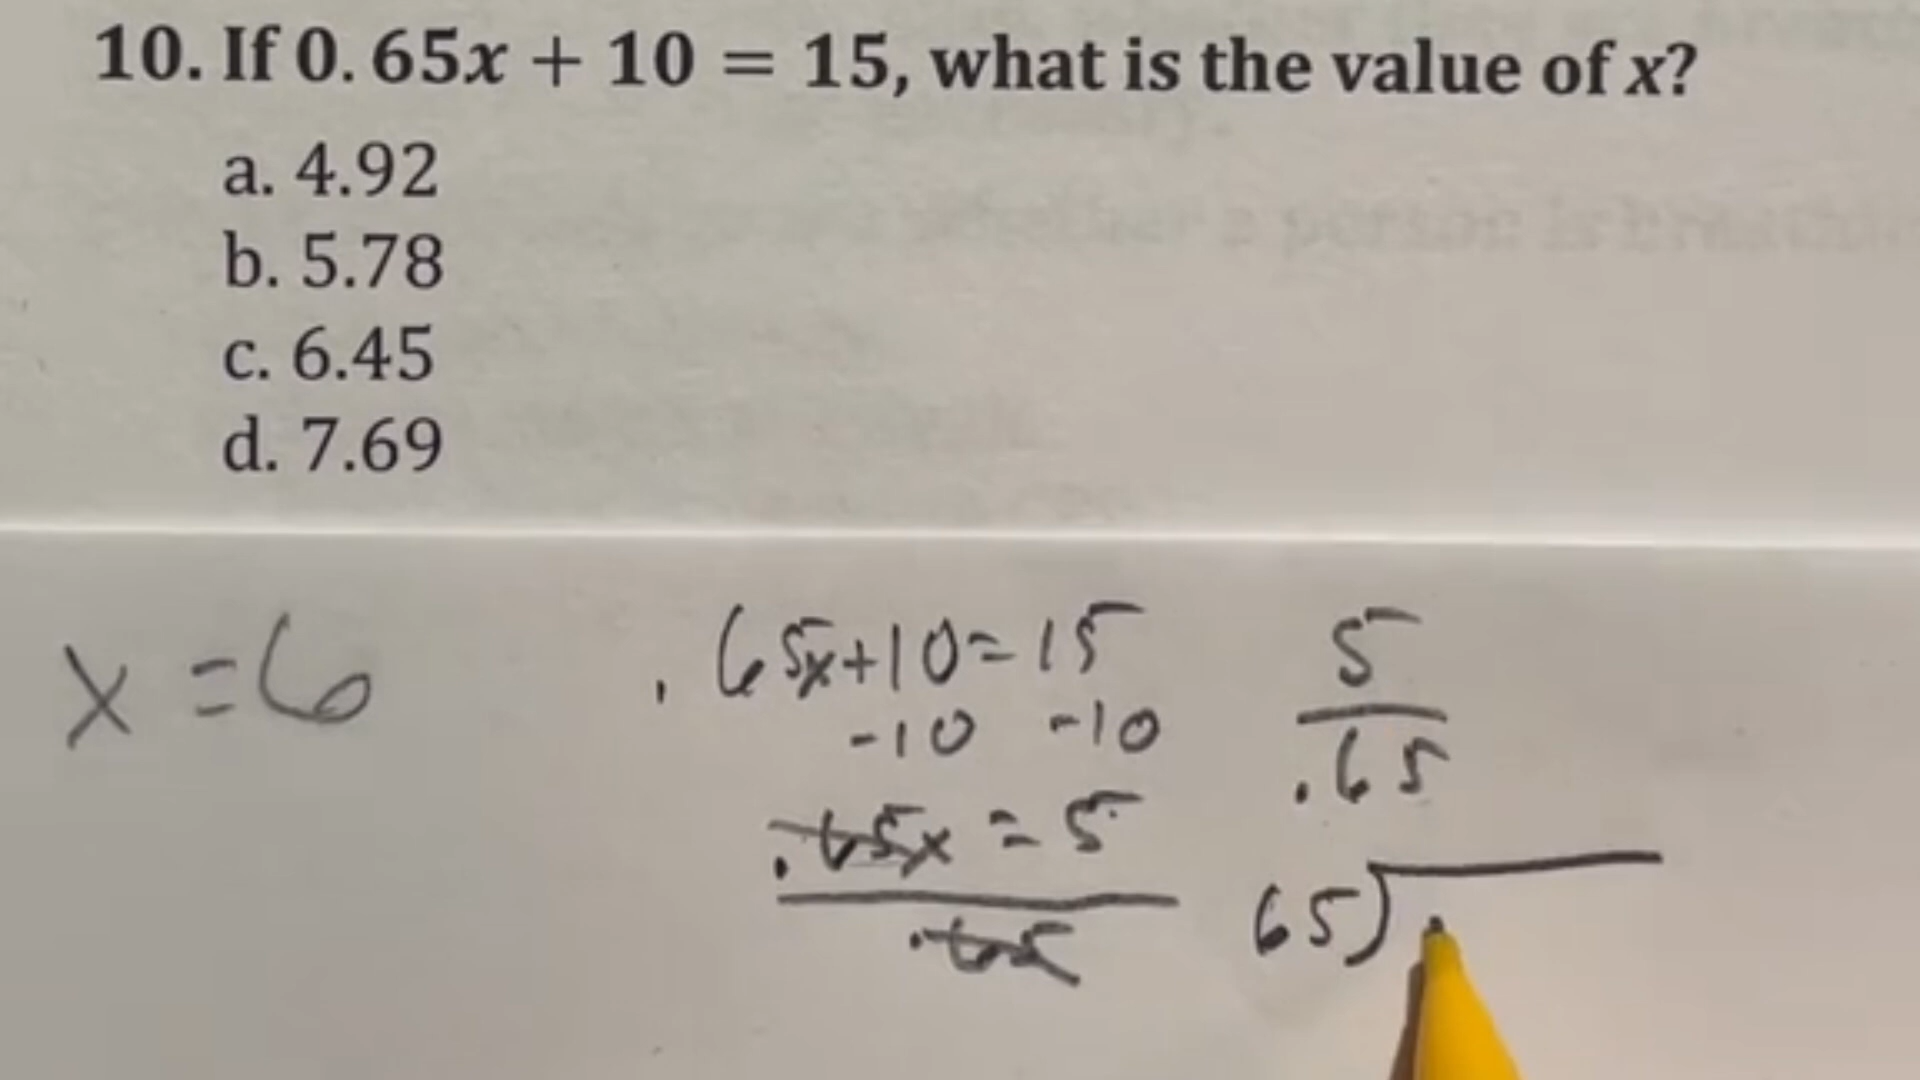 10. If 0.65x + 10 = 15, what is the value of x?
a. 4.92
b. 5.78
c. 6.45
d. 7.69
x = 6
.65x+10=15
-10 -10
.65x = 5
.65
5
.65
65)